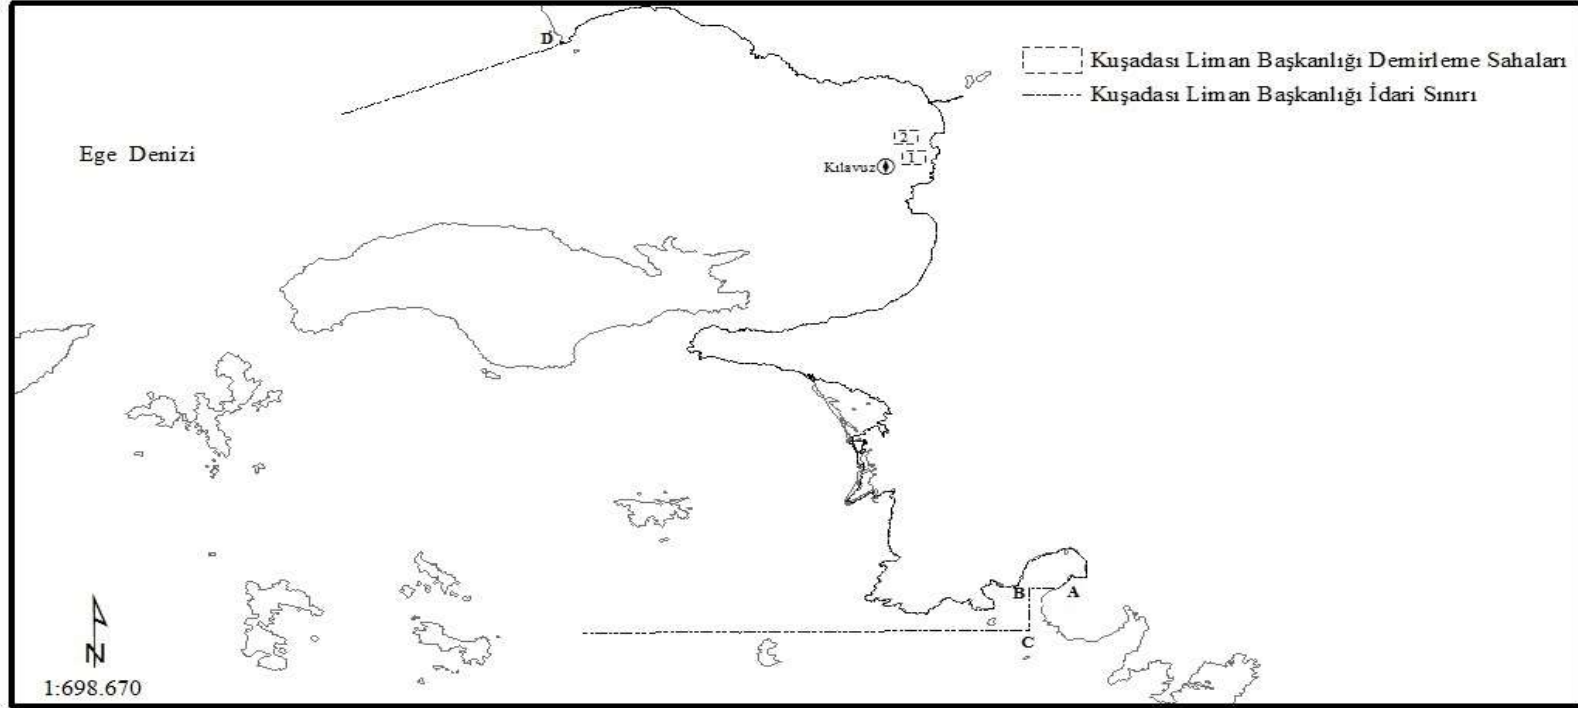 D
Kuşadası Liman Başkanlığı Demirleme Sahaları
Kuşadası Liman Başkanlığı İdari Sınırı
2
Ege Denizi
1
Kılavuz
B
A
C
N
1:698.670